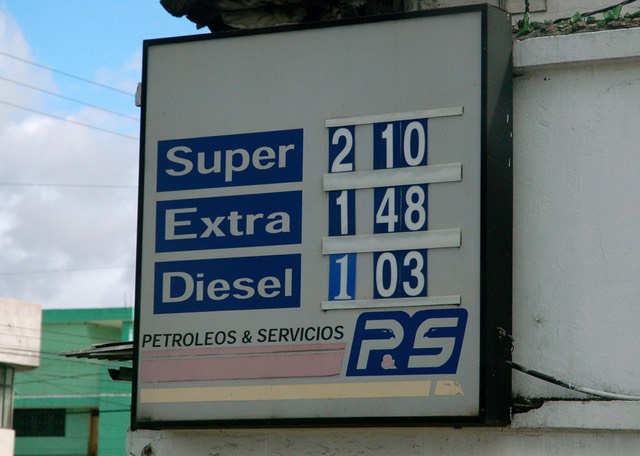 Super 2 10
Extra 1 48
Diesel 1 03
PETROLEOS & SERVICIOS P&S